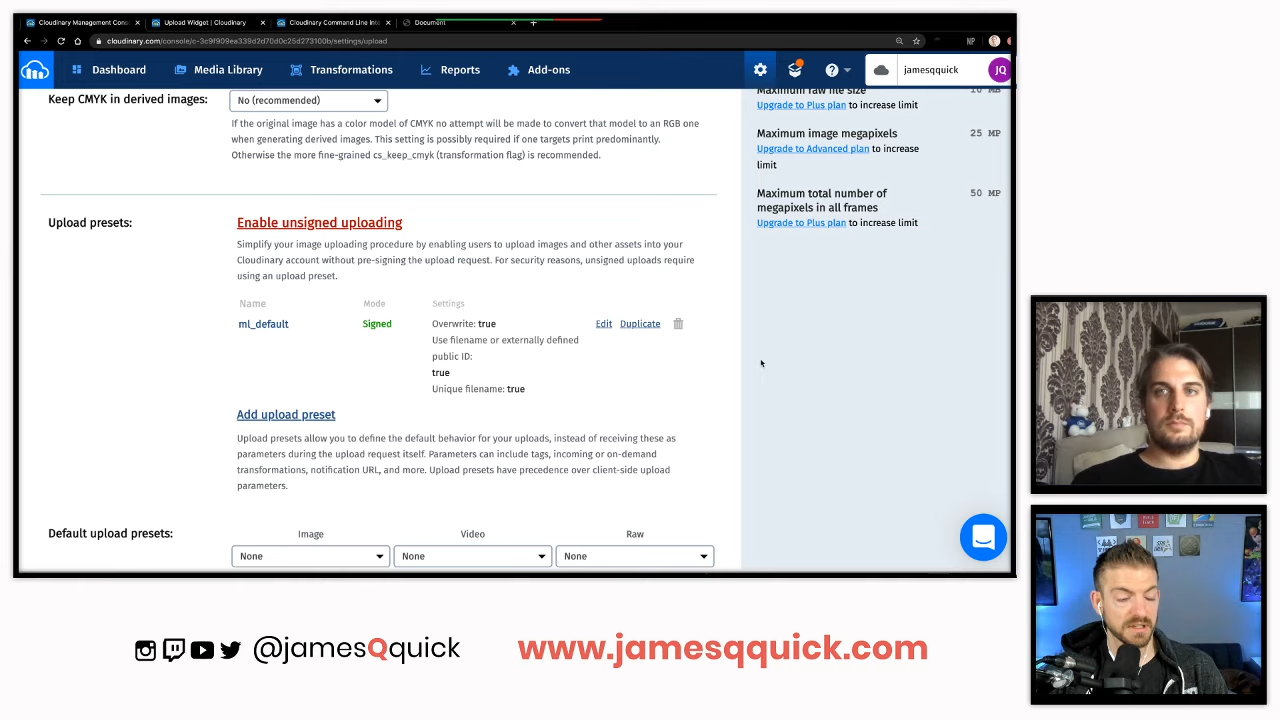 Cloudinary Management Cons
Upload Widget | Cloudinary
Cloudinary Command Line Inte
Document
cloudinary.com/console/c-3c9f909ea339d2d70d0c25d273100b/settings/upload
NP
Dashboard
Media Library
Transformations
Reports
Add-ons
jamesqquick
JQ
Keep CMYK in derived images:
No (recommended)
If the original image has a color model of CMYK no attempt will be made to convert that model to an RGB one
when generating derived images. This setting is possibly required if one targets print predominantly.
Otherwise the more fine-grained cs_keep_cmyk (transformation flag) is recommended.
Maximum raw file size
10 MB
Upgrade to Plus plan to increase limit
Maximum image megapixels
25 MP
Upgrade to Advanced plan to increase
limit
Maximum total number of
megapixels in all frames
50 MP
Upgrade to Plus plan to increase limit
Upload presets:
Enable unsigned uploading
Simplify your image uploading procedure by enabling users to upload images and other assets into your
Cloudinary account without pre-signing the upload request. For security reasons, unsigned uploads require
using an upload preset.
Name Mode Settings
ml_default Signed Overwrite: true Edit Duplicate
Use filename or externally defined
public ID:
true
Unique filename: true
Add upload preset
Upload presets allow you to define the default behavior for your uploads, instead of receiving these as
parameters during the upload request itself. Parameters can include tags, incoming or on-demand
transformations, notification URL, and more. Upload presets have precedence over client-side upload
parameters.
Default upload presets:
Image Video Raw
None None None
@jamesQquick
www.jamesqquick.com